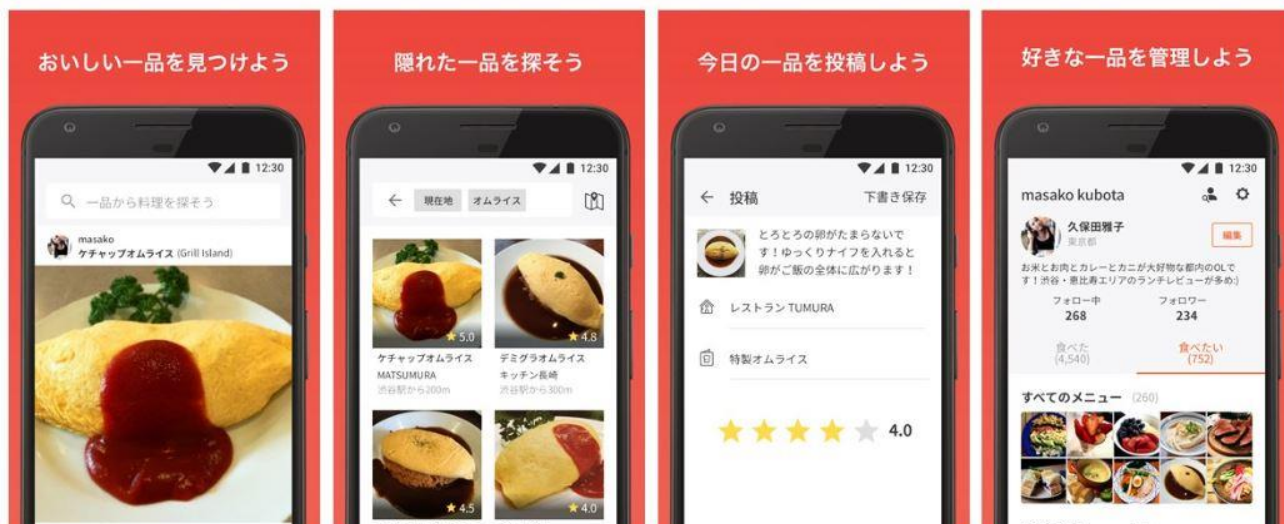 おいしい一品を見つけよう
12:30
一品から料理を探そう
masako
ケチャップオムライス (Grill Island)
隠れた一品を探そう
12:30
現在地 オムライス
5.0
4.8
ケチャップオムライス
MATSUMURA
渋谷駅から200m
デミグラオムライス
キッチン長崎
渋谷駅から300m
4.5
4.0
今日の一品を投稿しよう
12:30
投稿 下書き保存
とろとろの卵がたまらないで
す！ゆっくりナイフを入れると
卵がご飯の全体に広がります！
レストラン TUMURA
特製オムライス
4.0
好きな一品を管理しよう
12:30
masako kubota
久保田雅子
東京都
編集
お米とお肉とカレーとカニが大好物な都内のOLで
す！渋谷・恵比寿エリアのランチレビューが多め:)
フォロー中 フォロワー
268 234
食べた 食べたい
(4,540) (752)
すべてのメニュー (260)